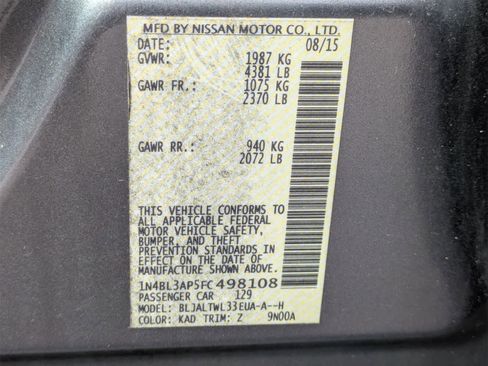 MFD BY NISSAN MOTOR CO., LTD.
DATE: 08/15
GVWR: 1987 KG
4381 LB
GAWR FR.: 1075 KG
2370 LB
GAWR RR.: 940 KG
2072 LB
THIS VEHICLE CONFORMS TO
ALL APPLICABLE FEDERAL
MOTOR VEHICLE SAFETY,
BUMPER, AND THEFT
PREVENTION STANDARDS IN
EFFECT ON THE DATE OF
MANUFACTURE SHOWN ABOVE.
1N4BL3AP5FC498108
PASSENGER CAR 129
MODEL: BLJALTWL33EUA-A--H
COLOR: KAD TRIM: Z 9N00A